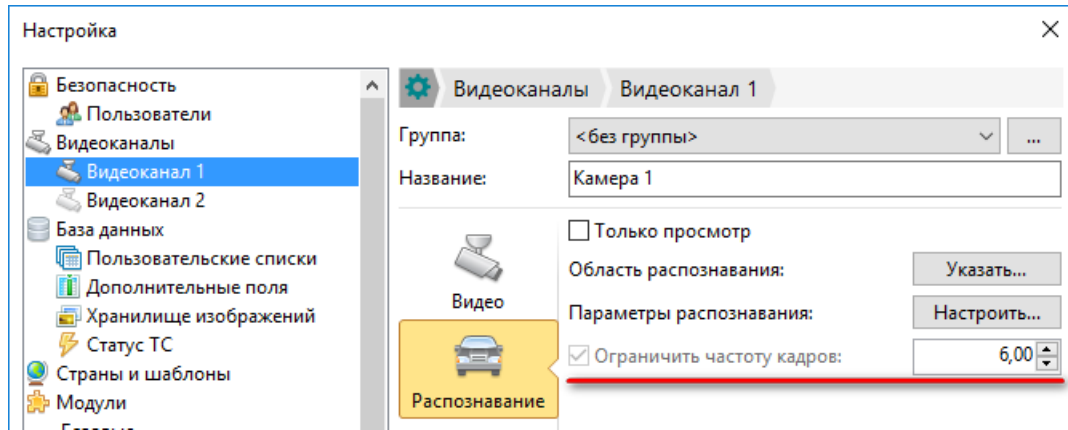 Настройка
Безопасность
Пользователи
Видеоканалы
Видеоканал 1
Видеоканал 2
База данных
Пользовательские списки
Дополнительные поля
Хранилище изображений
Статус ТС
Страны и шаблоны
Модули
Видеоканалы Видеоканал 1
Группа: <без группы> ...
Название: Камера 1
Видео
Распознавание
Только просмотр
Область распознавания: Указать...
Параметры распознавания: Настроить...
Ограничить частоту кадров: 6,00